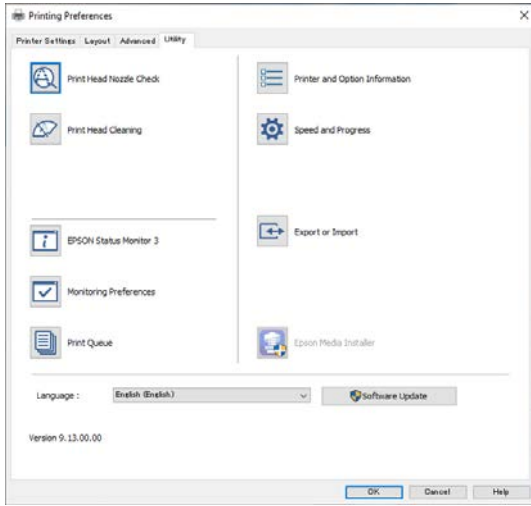 Printing Preferences
Printer Settings Layout Advanced Utility
Print Head Nozzle Check
Printer and Option Information
Print Head Cleaning
Speed and Progress
EPSON Status Monitor 3
Export or Import
Monitoring Preferences
Print Queue
Epson Media Installer
Language :
English (English)
Software Update
Version 9.13.00.00
OK Cancel Help